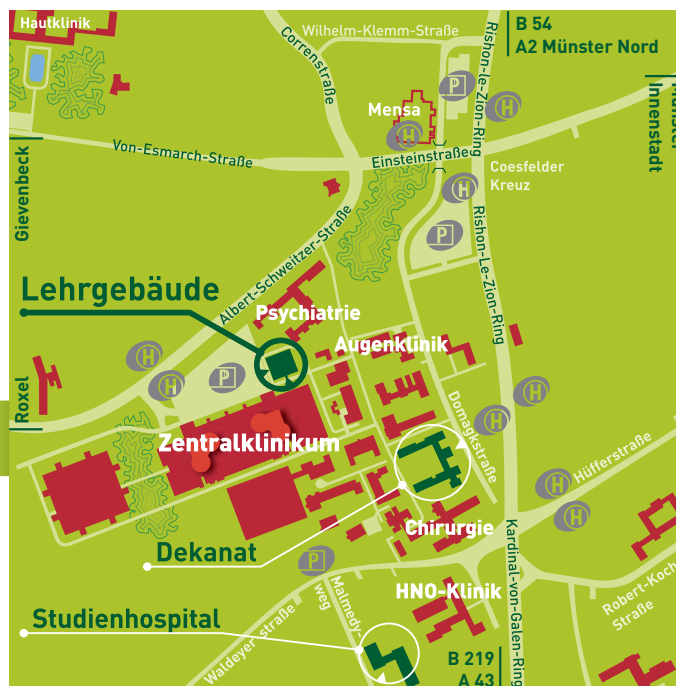 Hautklinik
Wilhelm-Klemm-Straße
B 54
A2 Münster Nord
Correnstraße
Rishon-le-Zion-Ring
P
H
Mensa
H
Innenstadt
Von-Esmarch-Straße
Einsteinstraße
Coesfelder
Kreuz
H
Gievenbeck
Albert-Schweitzer-Straße
P
Rishon-Le-Zion-Ring
Lehrgebäude
Psychiatrie
Augenklinik
H
H
P
Roxel
H
H
Domagkstraße
Zentralklinikum
Hüfferstraße
H
H
Chirurgie
Dekanat
P
Kardinal-von-Galen-Ring
HNO-Klinik
Robert-Koch-
Straße
Malmedy-
weg
Studienhospital
Waldeyerstraße
B 219
A 43